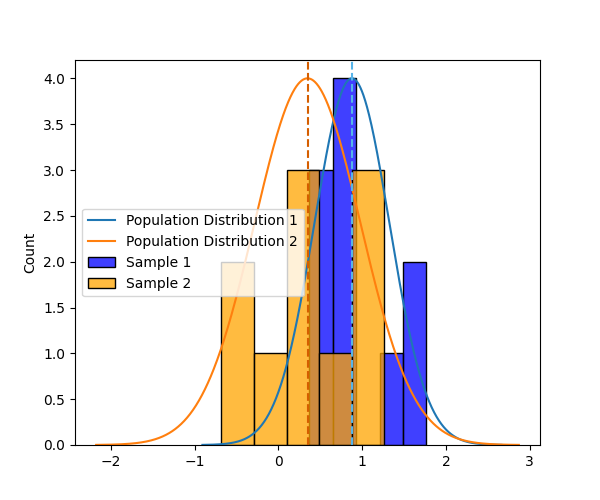 4.0
3.5
3.0
2.5
2.0
1.5
1.0
0.5
0.0
Count
Population Distribution 1
Population Distribution 2
Sample 1
Sample 2
−2 −1 0 1 2 3